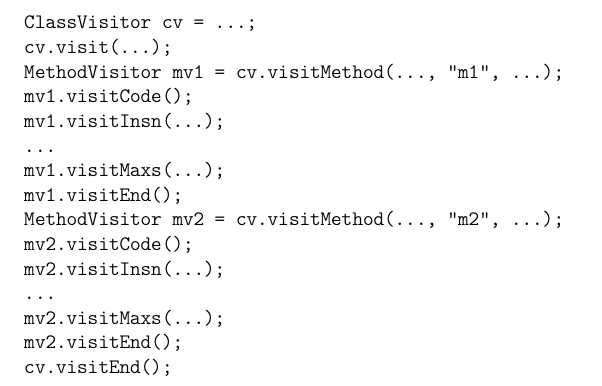 ClassVisitor cv = ...;
cv.visit(...);
MethodVisitor mv1 = cv.visitMethod(..., "m1", ...);
mv1.visitCode();
mv1.visitInsn(...);
...
mv1.visitMaxs(...);
mv1.visitEnd();
MethodVisitor mv2 = cv.visitMethod(..., "m2", ...);
mv2.visitCode();
mv2.visitInsn(...);
...
mv2.visitMaxs(...);
mv2.visitEnd();
cv.visitEnd();